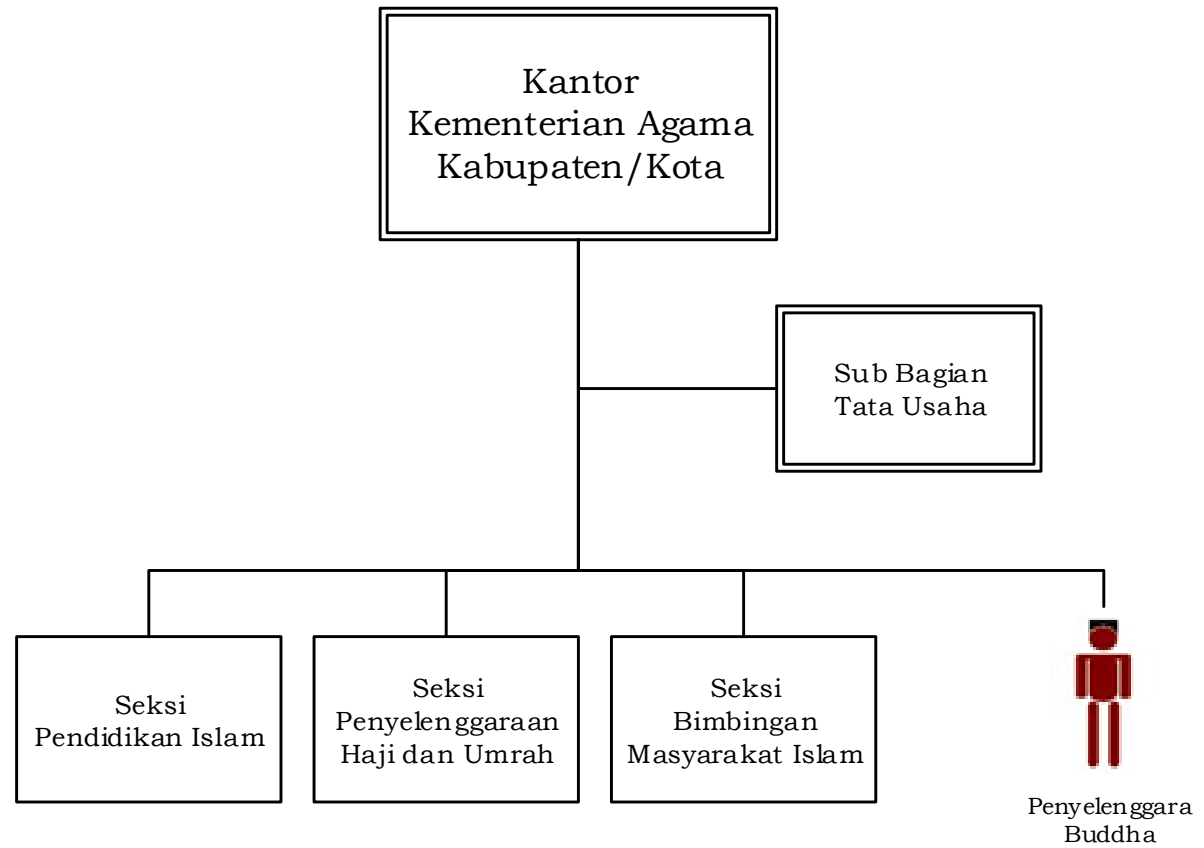 Kantor
Kementerian Agama
Kabupaten/Kota
Sub Bagian
Tata Usaha
Seksi
Pendidikan Islam
Seksi
Penyelenggaraan
Haji dan Umrah
Seksi
Bimbingan
Masyarakat Islam
Penyelenggara
Buddha